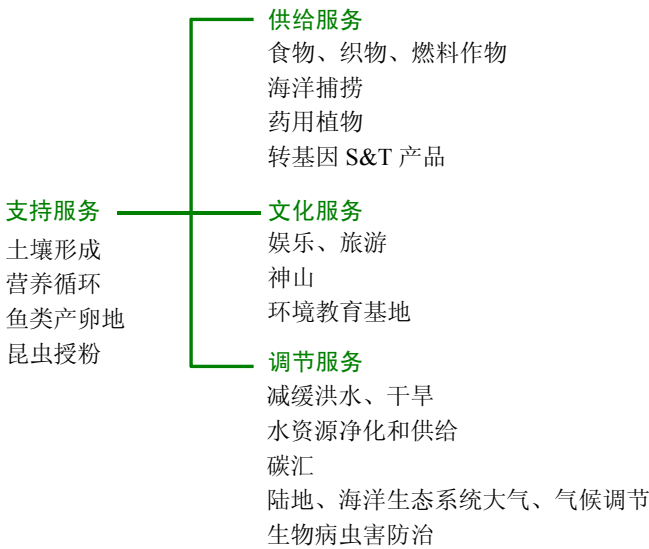 供给服务
食物、织物、燃料作物
海洋捕捞
药用植物
转基因 S&T 产品
支持服务
土壤形成
营养循环
鱼类产卵地
昆虫授粉
文化服务
娱乐、旅游
神山
环境教育基地
调节服务
减缓洪水、干旱
水资源净化和供给
碳汇
陆地、海洋生态系统大气、气候调节
生物病虫害防治